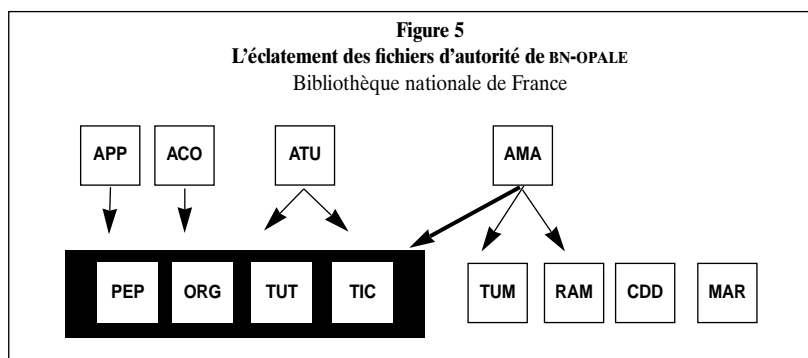 Figure 5
L'éclatement des fichiers d'autorité de BN-OPALE
Bibliothèque nationale de France
APP ACO ATU AMA
PEP ORG TUT TIC TUM RAM CDD MAR